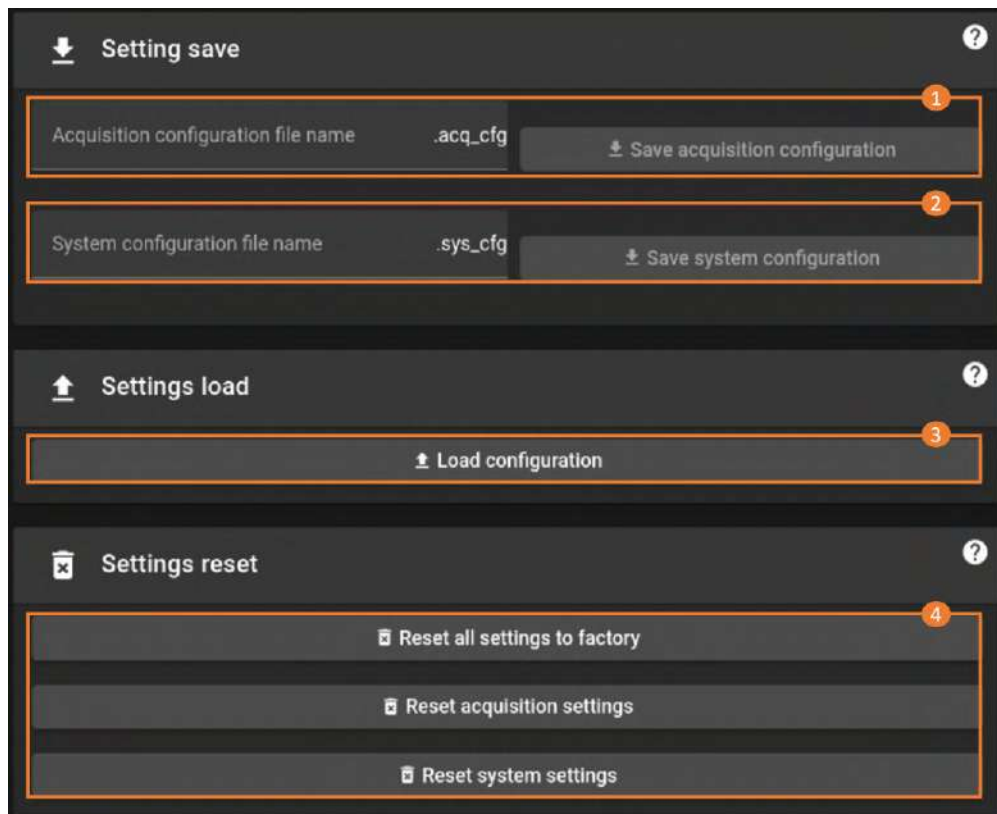 Setting save
?
1
Acquisition configuration file name .acq_cfg Save acquisition configuration
2
System configuration file name .sys_cfg Save system configuration
Settings load
?
3
Load configuration
Settings reset
?
4
Reset all settings to factory
Reset acquisition settings
Reset system settings